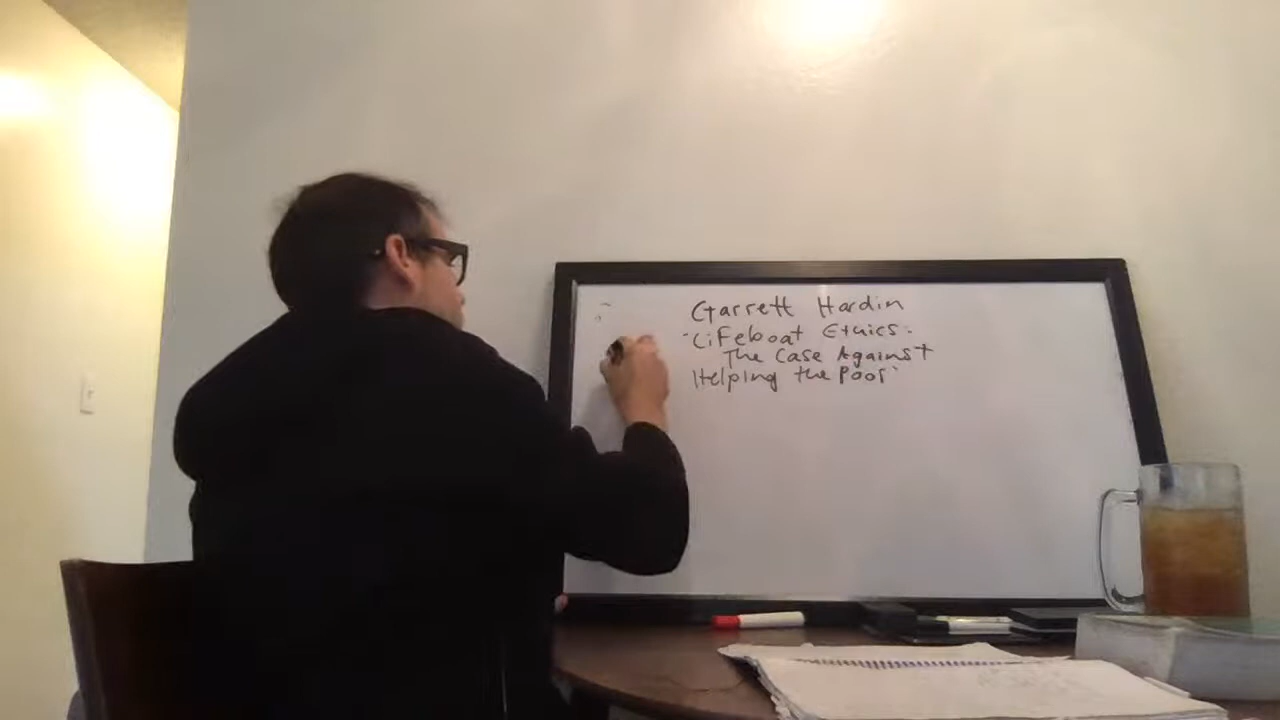 Garrett Hardin
"Lifeboat Ethics:
The Case Against
Helping the Poor"